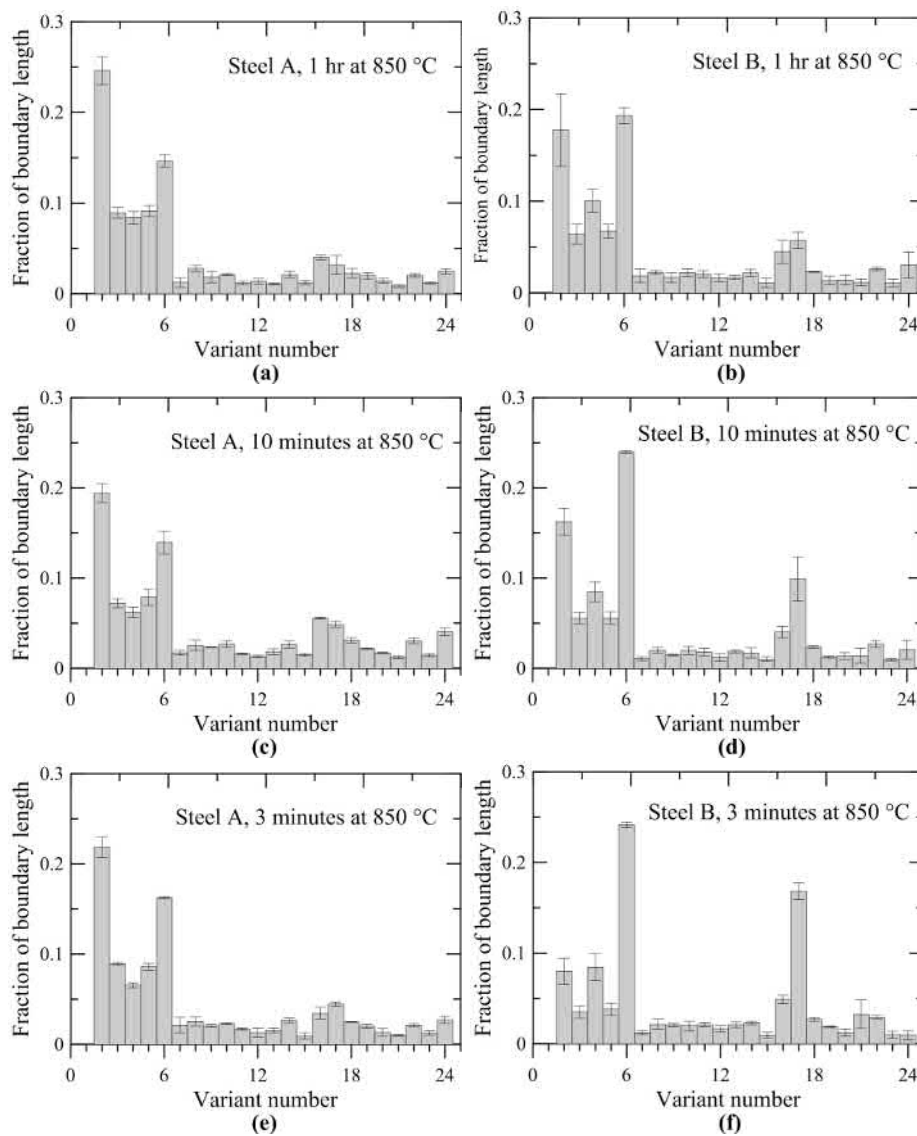 0.3
Steel A, 1 hr at 850 °C
0.2
0.1
0
Fraction of boundary length
0 6 12 18 24
Variant number
(a)
0.3
Steel B, 1 hr at 850 °C
0.2
0.1
0
Fraction of boundary length
0 6 12 18 24
Variant number
(b)
0.3
Steel A, 10 minutes at 850 °C
0.2
0.1
0
Fraction of boundary length
0 6 12 18 24
Variant number
(c)
0.3
Steel B, 10 minutes at 850 °C
0.2
0.1
0
Fraction of boundary length
0 6 12 18 24
Variant number
(d)
0.3
Steel A, 3 minutes at 850 °C
0.2
0.1
0
Fraction of boundary length
0 6 12 18 24
Variant number
(e)
0.3
Steel B, 3 minutes at 850 °C
0.2
0.1
0
Fraction of boundary length
0 6 12 18 24
Variant number
(f)